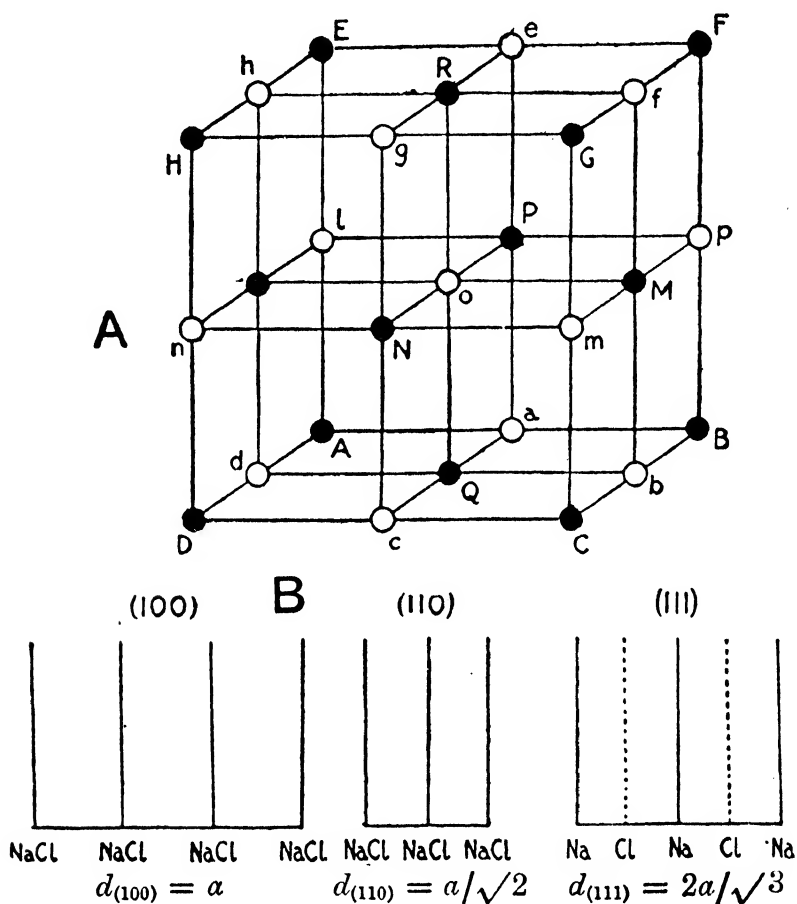 E e F
h R f
H g G
l P p
o M
A n N m
A a B
d Q b
D c C
B
(100) (110) (111)
NaCl NaCl NaCl NaCl NaCl NaCl NaCl Na Cl Na Cl Na
d(100) = a d(110) = a/√2 d(111) = 2a/√3